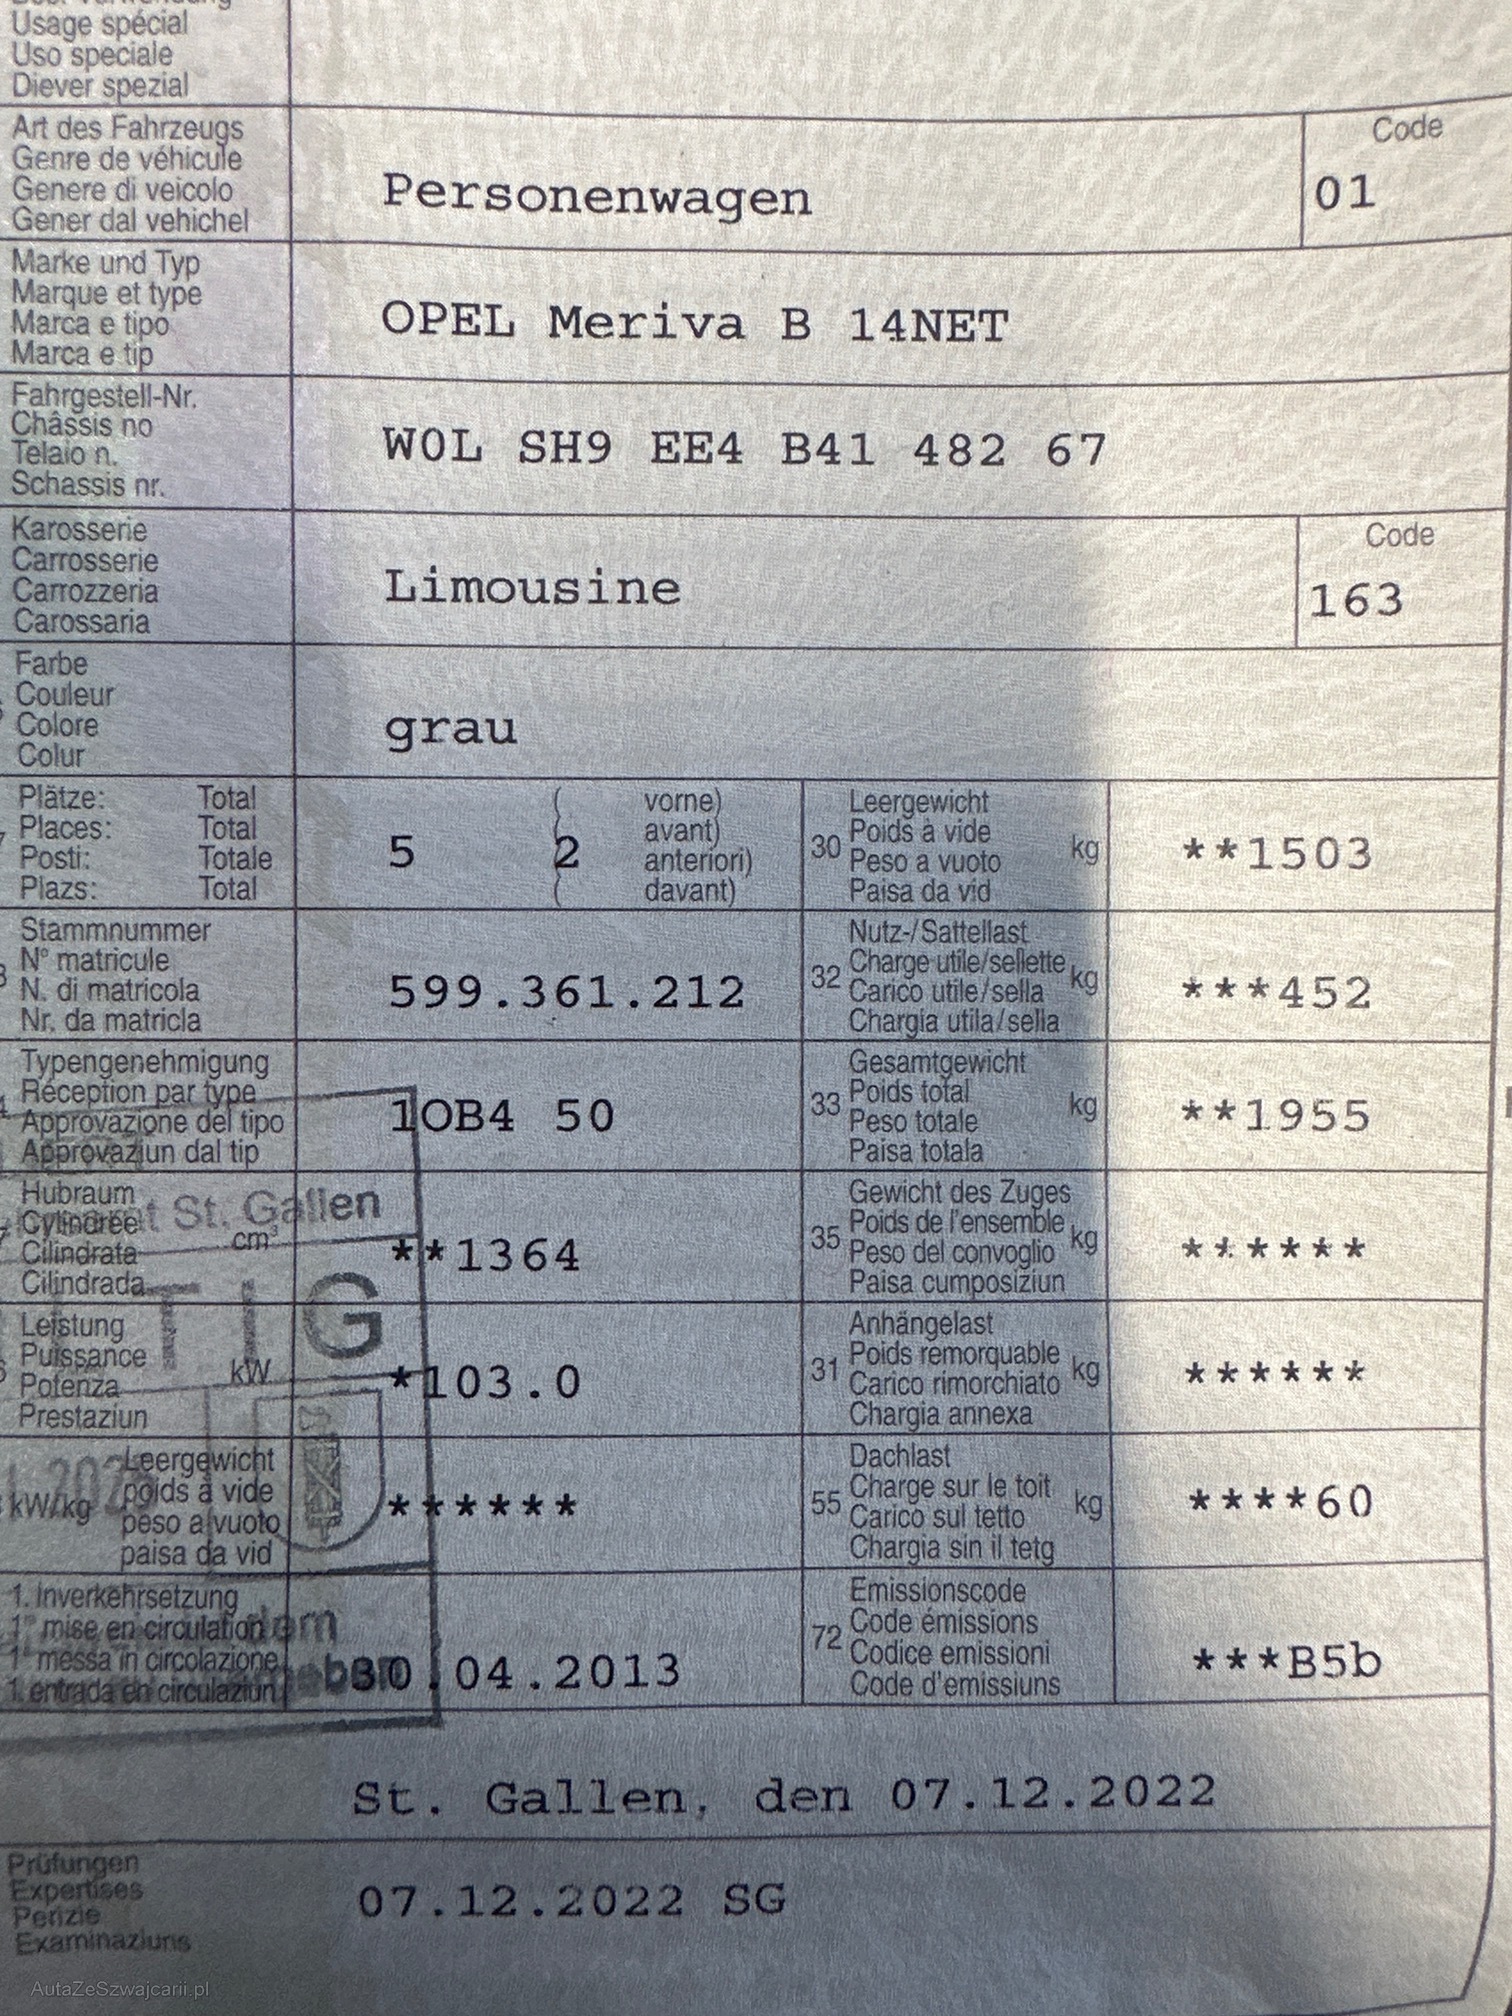 Usage spécial
Uso speciale
Diever spezial
Art des Fahrzeugs
Genre de véhicule
Genere di veicolo
Gener dal vehichel
Personenwagen
Code
01
Marke und Typ
Marque et type
Marca e tipo
Marca e tip
OPEL Meriva B 14NET
Fahrgestell-Nr.
Châssis no
Telaio n.
Schassis nr.
W0L SH9 EE4 B41 482 67
Karosserie
Carrosserie
Carrozzeria
Carossaria
Limousine
Code
163
Farbe
Couleur
Colore
Colur
grau
Plätze: Total
Places: Total
Posti: Totale
Plazs: Total
5 ( 2 vorne)
avant)
anteriori)
( davant)
30 Leergewicht
Poids à vide
Peso a vuoto
Paisa da vid
kg
**1503
Stammnummer
N° matricule
N. di matricola
Nr. da matricla
599.361.212
32 Nutz-/Sattellast
Charge utile/sellette
Carico utile/sella
Chargia utila/sella
kg
***452
Typengenehmigung
Réception par type
Approvazione del tipo
Approvaziun dal tip
1OB4 50
33 Gesamtgewicht
Poids total
Peso totale
Paisa totala
kg
**1955
Hubraum
Cylindrée
Cilindrata
Cilindrada
cm³
**1364
St. Gallen
35 Gewicht des Zuges
Poids de l'ensemble
Peso del convoglio
Paisa cumposiziun
kg
******
Leistung
Puissance
Potenza
Prestaziun
kW
*103.0
TIG
31 Anhängelast
Poids remorquable
Carico rimorchiato
Chargia annexa
kg
******
kW/kg
Leergewicht
poids à vide
peso a vuoto
paisa da vid
******
55 Dachlast
Charge sur le toit
Carico sul tetto
Chargia sin il tetg
kg
****60
1. Inverkehrsetzung
1re mise en circulation
1a messa in circolazione
1. entrada en circulaziun
30.04.2013
dem
72 Emissionscode
Code émissions
Codice emissioni
Code d'emissiuns
***B5b
St. Gallen, den 07.12.2022
Prüfungen
Expertises
Perizie
Examinaziuns
07.12.2022 SG
AutaZeSzwajcarii.pl